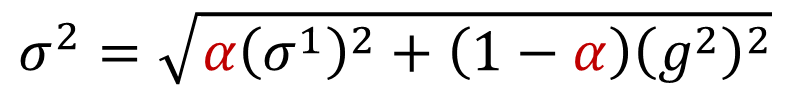 σ² = √(α(σ¹)² + (1 − α)(g²)²)